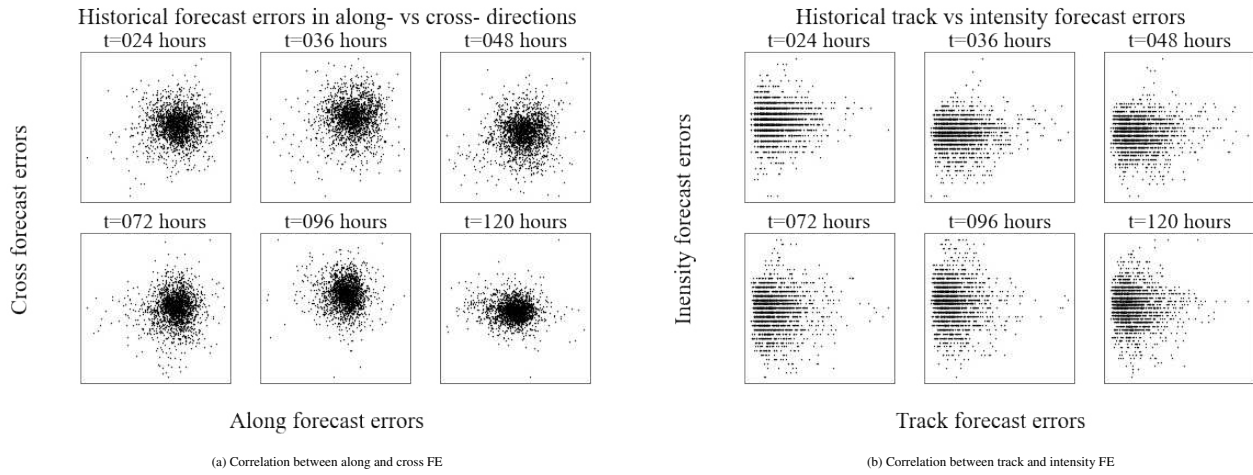 Historical forecast errors in along- vs cross- directions
t=024 hours
t=036 hours
t=048 hours
t=072 hours
t=096 hours
t=120 hours
Cross forecast errors
Along forecast errors
(a) Correlation between along and cross FE
Historical track vs intensity forecast errors
t=024 hours
t=036 hours
t=048 hours
t=072 hours
t=096 hours
t=120 hours
Inensity forecast errors
Track forecast errors
(b) Correlation between track and intensity FE